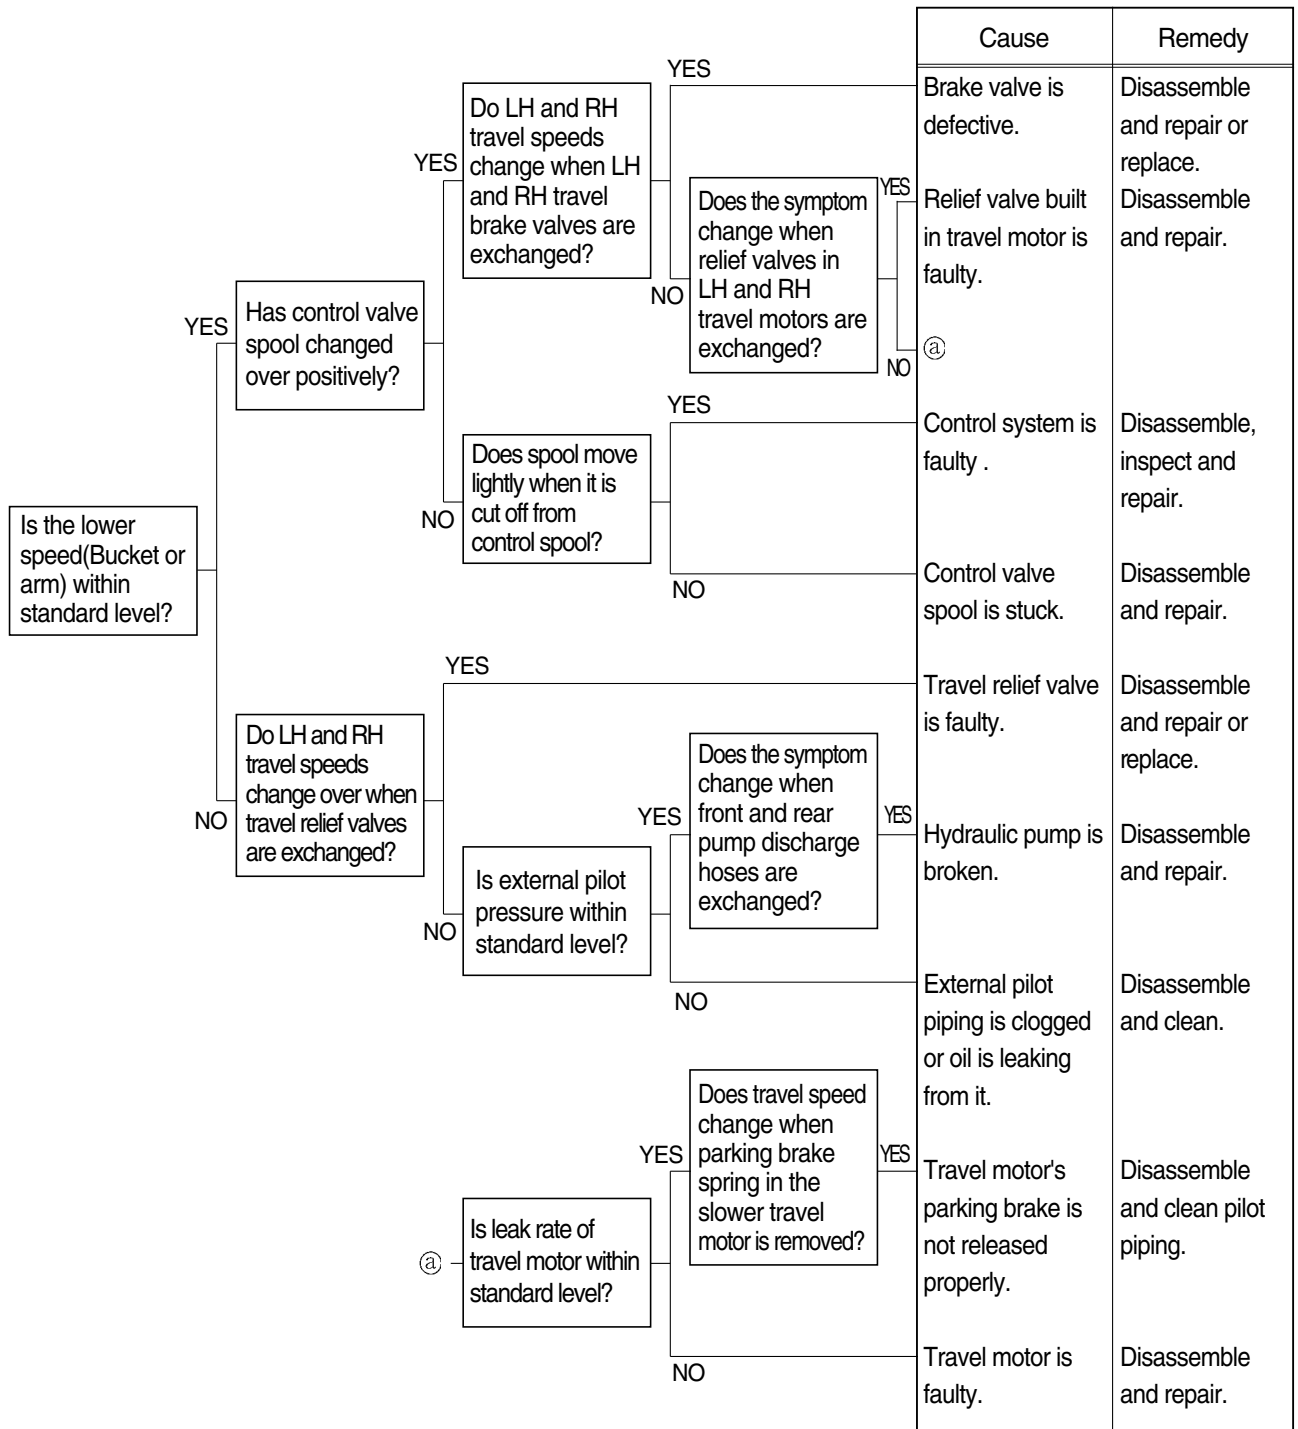 Cause
Remedy
YES
Brake valve is
defective.
Disassemble
and repair or
replace.
Do LH and RH
travel speeds
change when LH
and RH travel
brake valves are
exchanged?
YES
Does the symptom
change when
relief valves in
LH and RH
travel motors are
exchanged?
NO
YES
Relief valve built
in travel motor is
faulty.
Disassemble
and repair.
NO
ⓐ
YES
Has control valve
spool changed
over positively?
YES
Control system is
faulty .
Disassemble,
inspect and
repair.
NO
Does spool move
lightly when it is
cut off from
control spool?
NO
Control valve
spool is stuck.
Disassemble
and repair.
Is the lower
speed(Bucket or
arm) within
standard level?
YES
Travel relief valve
is faulty.
Disassemble
and repair or
replace.
NO
Do LH and RH
travel speeds
change over when
travel relief valves
are exchanged?
YES
Does the symptom
change when
front and rear
pump discharge
hoses are
exchanged?
YES
Hydraulic pump is
broken.
Disassemble
and repair.
NO
Is external pilot
pressure within
standard level?
NO
External pilot
piping is clogged
or oil is leaking
from it.
Disassemble
and clean.
YES
Does travel speed
change when
parking brake
spring in the
slower travel
motor is removed?
YES
Travel motor's
parking brake is
not released
properly.
Disassemble
and clean pilot
piping.
ⓐ
Is leak rate of
travel motor within
standard level?
NO
Travel motor is
faulty.
Disassemble
and repair.